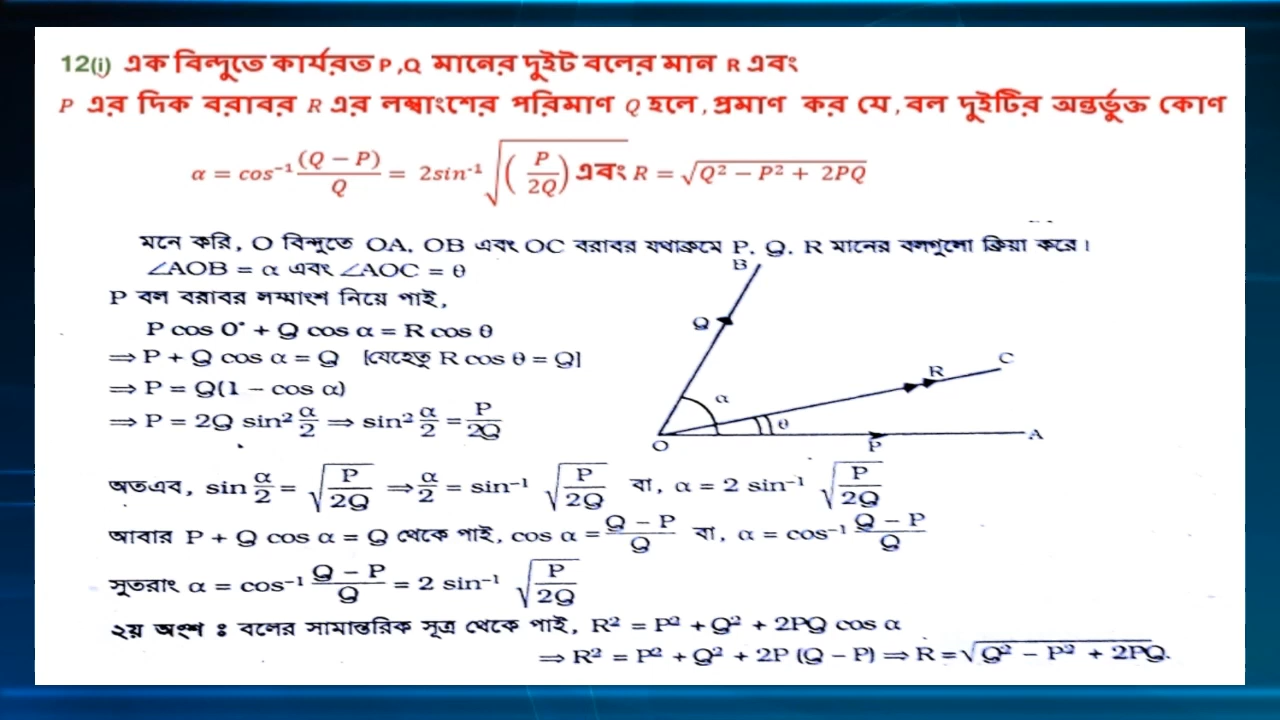 12(i) এক বিন্দুতে কার্যরত P ,Q মানের দুইট বলের মান R এবং
P এর দিক বরাবর R এর লম্বাংশের পরিমাণ Q হলে , প্রমাণ কর যে , বল দুইটির অন্তর্ভুক্ত কোণ
α = cos⁻¹ (Q − P)/Q = 2sin⁻¹ √(P/2Q) এবং R = √(Q² − P² + 2PQ)
মনে করি, O বিন্দুতে OA, OB এবং OC বরাবর যথাক্রমে P, Q, R মানের বলগুলো ক্রিয়া করে।
∠AOB = α এবং ∠AOC = θ
P বল বরাবর লম্বাংশ নিয়ে পাই,
P cos 0° + Q cos α = R cos θ
⇒ P + Q cos α = Q [যেহেতু R cos θ = Q]
⇒ P = Q(1 − cos α)
⇒ P = 2Q sin² α/2 ⇒ sin² α/2 = P/2Q
B
Q
α
R
C
θ
O
P
A
অতএব, sin α/2 = √(P/2Q) ⇒ α/2 = sin⁻¹ √(P/2Q) বা, α = 2 sin⁻¹ √(P/2Q)
আবার P + Q cos α = Q থেকে পাই, cos α = (Q − P)/Q বা, α = cos⁻¹ (Q − P)/Q
সুতরাং α = cos⁻¹ (Q − P)/Q = 2 sin⁻¹ √(P/2Q)
২য় অংশ ঃ বলের সামান্তরিক সূত্র থেকে পাই, R² = P² + Q² + 2PQ cos α
⇒ R² = P² + Q² + 2P (Q − P) ⇒ R = √(Q² − P² + 2PQ).